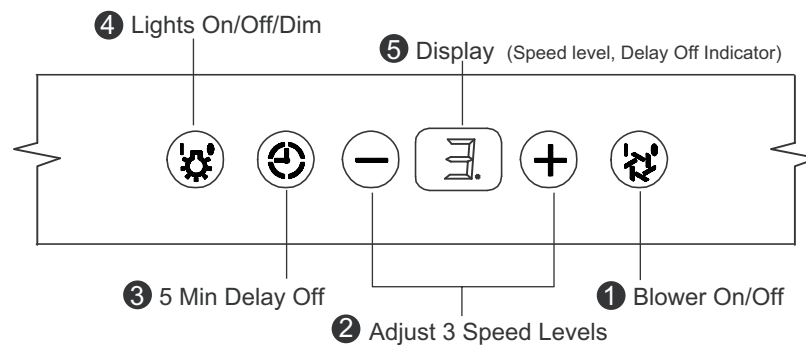 4 Lights On/Off/Dim
5 Display (Speed level, Delay Off Indicator)
3.
3 5 Min Delay Off
1 Blower On/Off
2 Adjust 3 Speed Levels